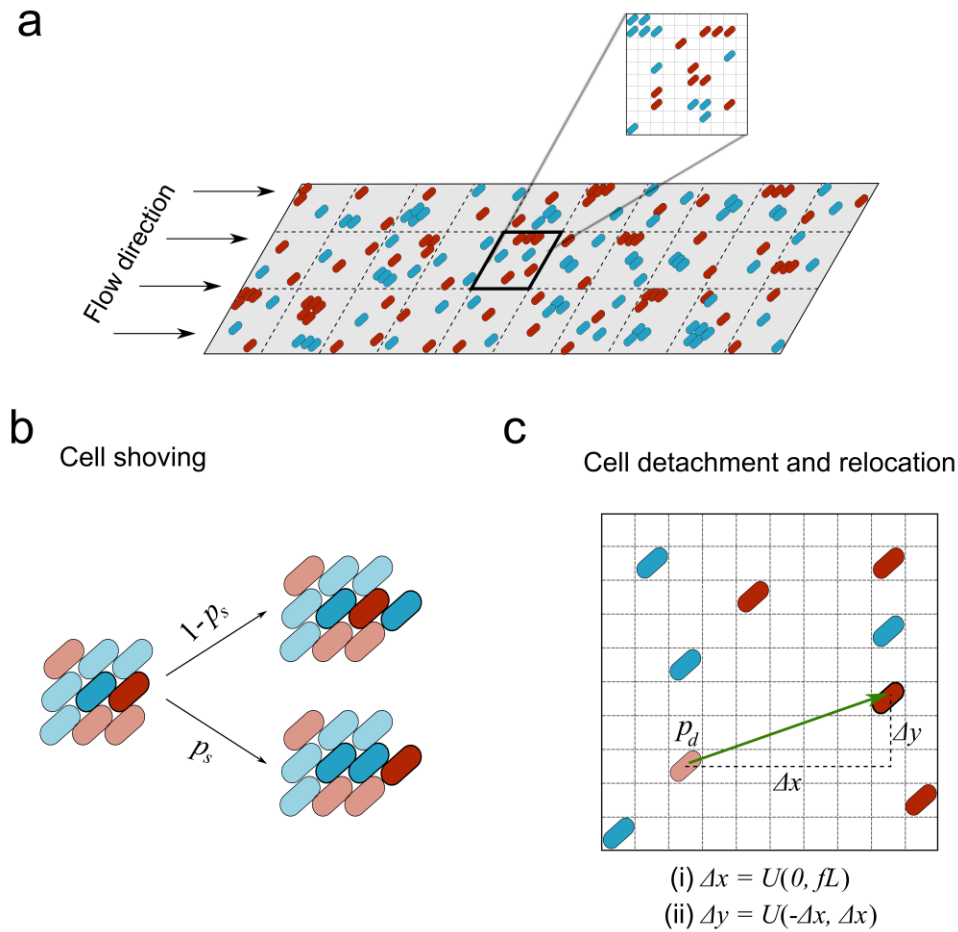 a
Flow direction
b
Cell shoving
1-pₛ
pₛ
c
Cell detachment and relocation
p_d
Δy
Δx
(i) Δx = U(0, fL)
(ii) Δy = U(-Δx, Δx)